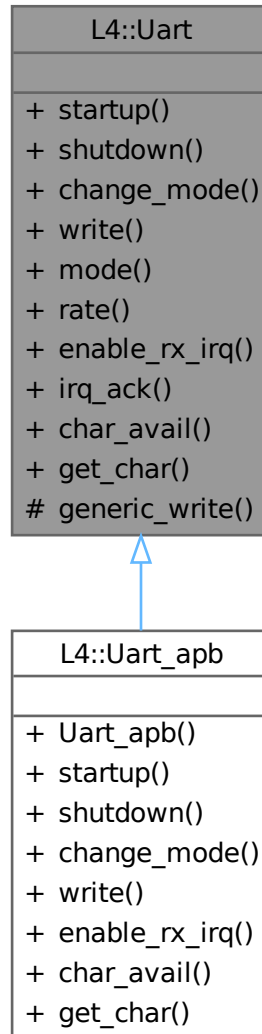 L4::Uart
+ startup()
+ shutdown()
+ change_mode()
+ write()
+ mode()
+ rate()
+ enable_rx_irq()
+ irq_ack()
+ char_avail()
+ get_char()
# generic_write()
L4::Uart_apb
+ Uart_apb()
+ startup()
+ shutdown()
+ change_mode()
+ write()
+ enable_rx_irq()
+ char_avail()
+ get_char()